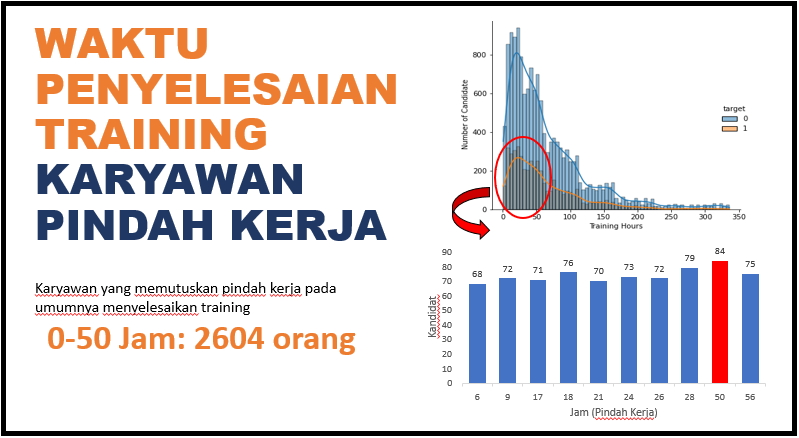 WAKTU
PENYELESAIAN
TRAINING
KARYAWAN
PINDAH KERJA
Karyawan yang memutuskan pindah kerja pada
umumnya menyelesaikan training
0-50 Jam: 2604 orang
Number of Candidate
800
600
400
200
0
0 50 100 150 200 250 300 350
Training Hours
target
0
1
Kandidat
90
80
70
60
50
40
30
20
10
0
68 72 71 76 70 73 72 79 84 75
6 9 17 18 21 24 26 28 50 56
Jam (Pindah Kerja)